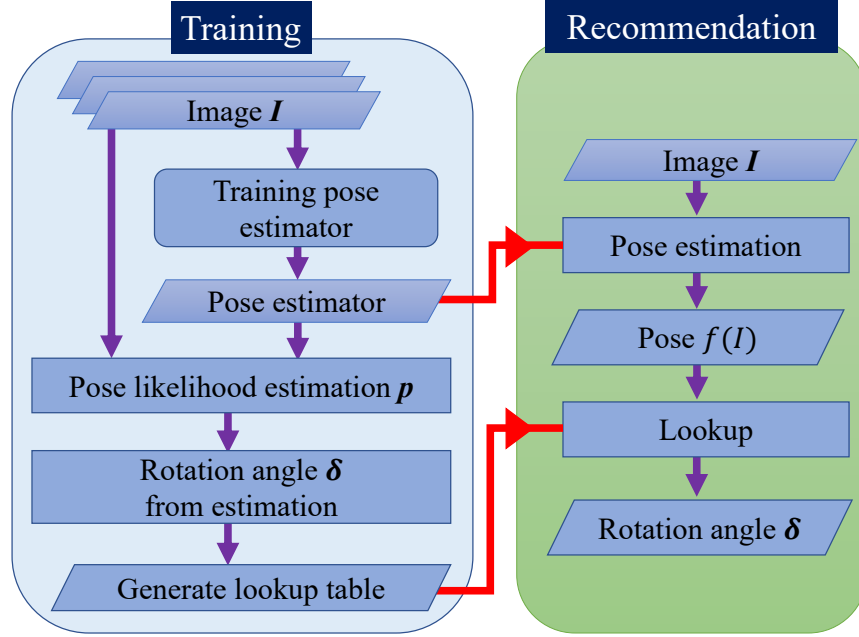 Training
Image I
Training pose
estimator
Pose estimator
Pose likelihood estimation p
Rotation angle δ
from estimation
Generate lookup table
Recommendation
Image I
Pose estimation
Pose f(I)
Lookup
Rotation angle δ